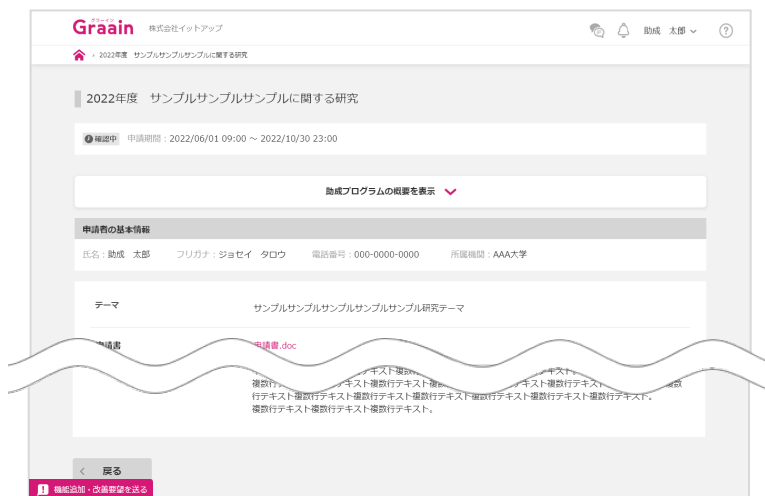 グラーイン
Graain 株式会社イットアップ 助成 太郎
2022年度 サンプルサンプルサンプルに関する研究
2022年度 サンプルサンプルサンプルに関する研究
確認中 申請期間：2022/06/01 09:00 ～ 2022/10/30 23:00
助成プログラムの概要を表示
申請者の基本情報
氏名：助成 太郎 フリガナ：ジョセイ タロウ 電話番号：000-0000-0000 所属機関：AAA大学
テーマ サンプルサンプルサンプルサンプルサンプル研究テーマ
申請書 申請書.doc
行テキスト複数行テキスト複数行テキスト複数行テキスト複数行テキスト複数行テキスト複数行テキスト。
複数行テキスト複数行テキスト複数行テキスト。
戻る
機能追加・改善要望を送る